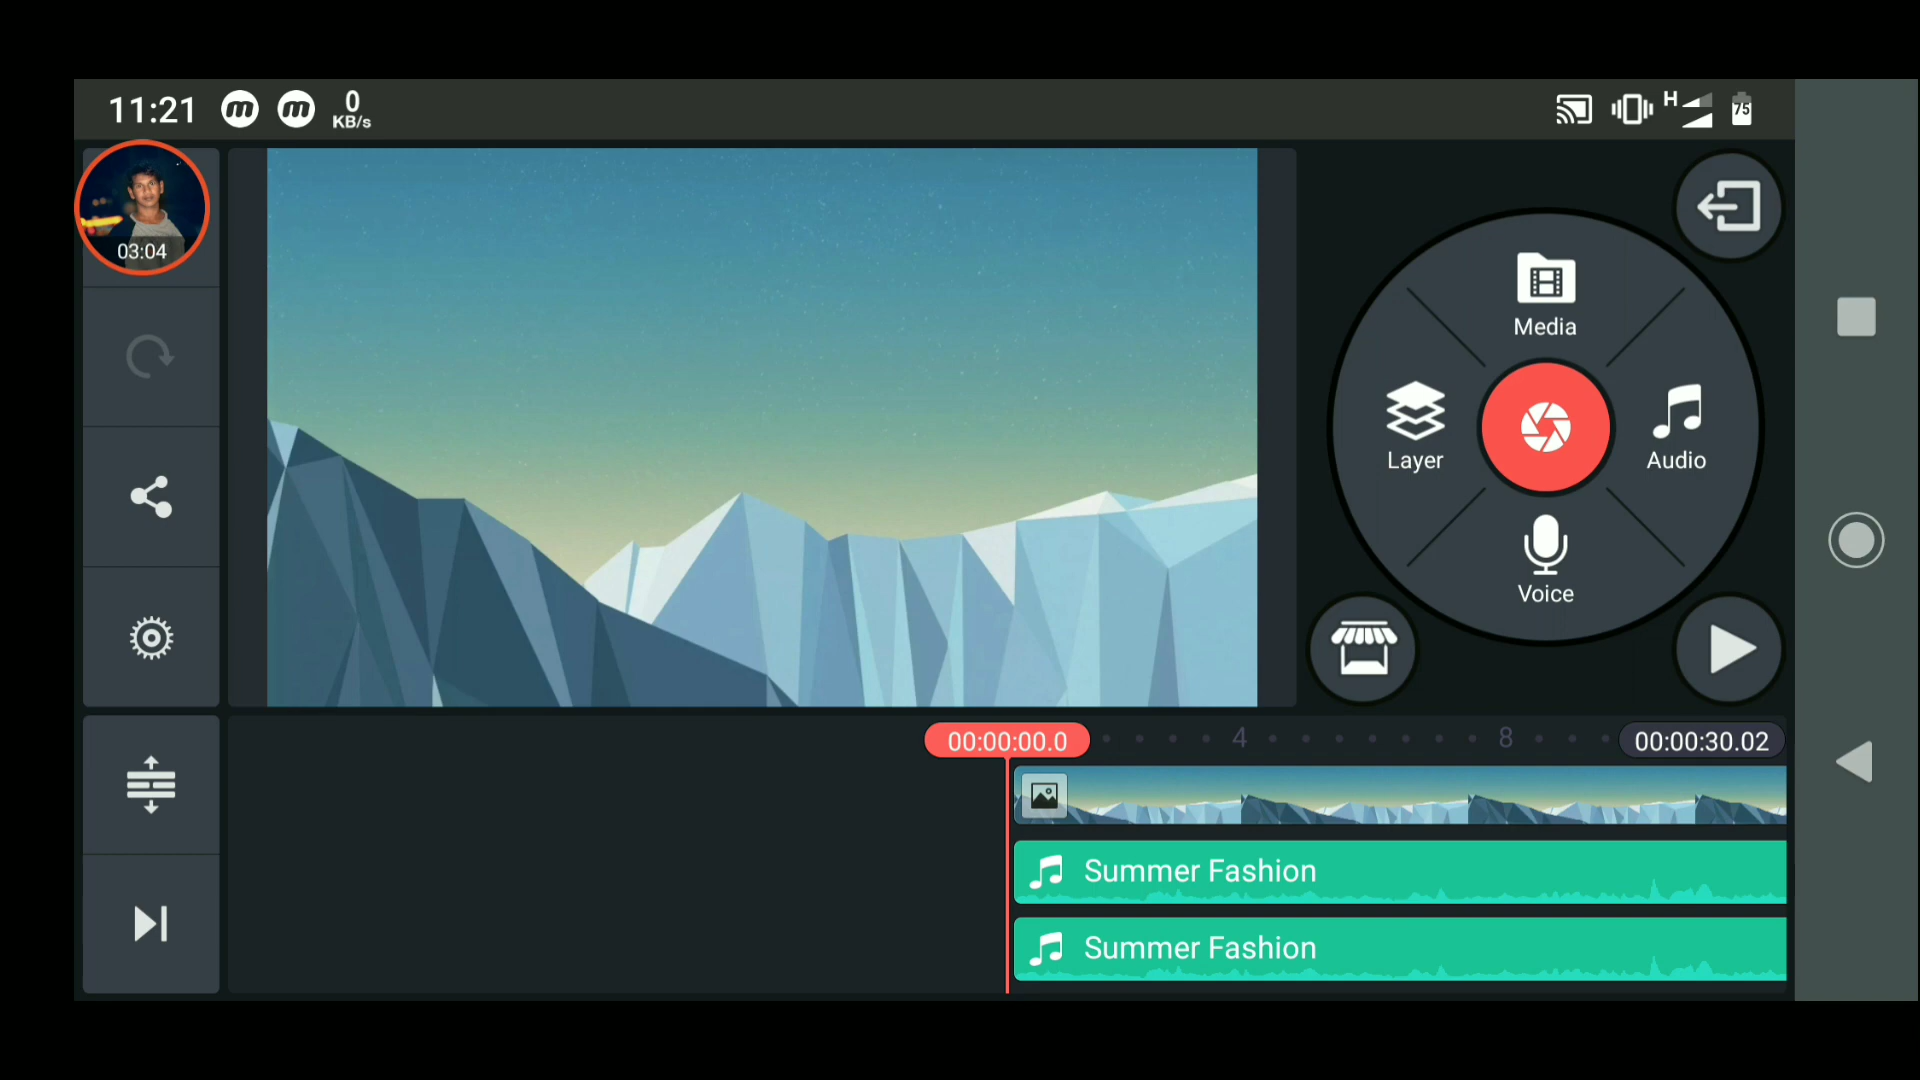 11:21
0
KB/s
H
75
03:04
Media
Layer
Audio
Voice
00:00:00.0
4
8
00:00:30.02
Summer Fashion
Summer Fashion